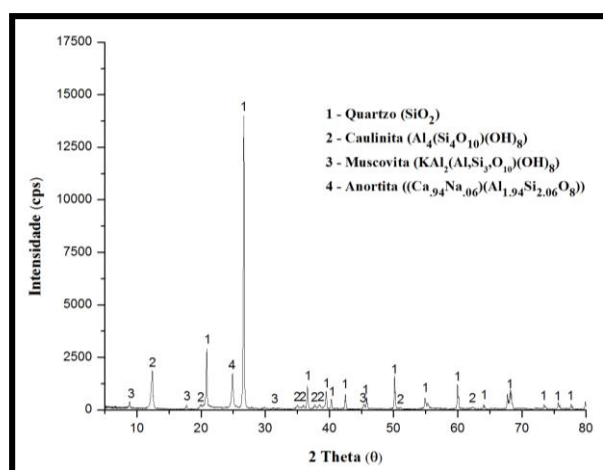 17500
15000
12500
10000
7500
5000
2500
0
Intensidade (cps)
1 - Quartzo (SiO₂)
2 - Caulinita (Al₄(Si₄O₁₀)(OH)₈)
3 - Muscovita (KAl₂(Al,Si₃,O₁₀)(OH)₈)
4 - Anortita ((Ca.₉₄Na.₀₆)(Al₁.₉₄Si₂.₀₆O₈))
1
3 2 3 2 1 4 3 22 1 22 1 1 1 3 1 1 2 1 1 2 1 1 1 1 1
10 20 30 40 50 60 70 80
2 Theta (θ)